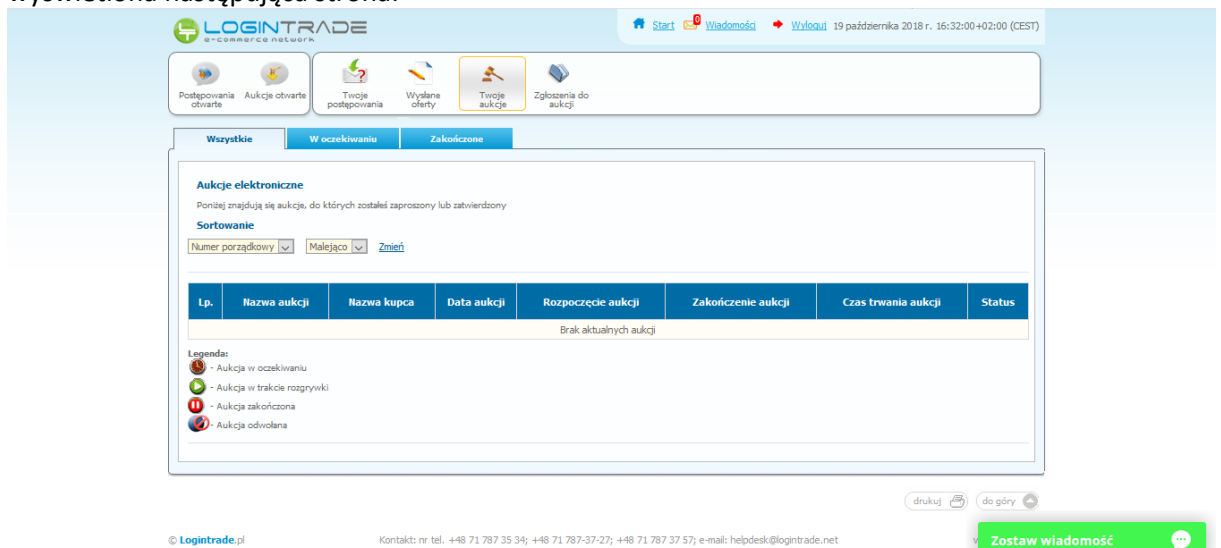 wyświetlona następująca strona:
LOGINTRADE
e-commerce network
Start 0 Wiadomości Wyloguj 19 października 2018 r. 16:32:00+02:00 (CEST)
Postępowania otwarte
Aukcje otwarte
Twoje postępowania
Wysłane oferty
Twoje aukcje
Zgłoszenia do aukcji
Wszystkie W oczekiwaniu Zakończone
Aukcje elektroniczne
Poniżej znajdują się aukcje, do których zostałeś zaproszony lub zatwierdzony
Sortowanie
Numer porządkowy Malejąco Zmień
Lp. Nazwa aukcji Nazwa kupca Data aukcji Rozpoczęcie aukcji Zakończenie aukcji Czas trwania aukcji Status
Brak aktualnych aukcji
Legenda:
- Aukcja w oczekiwaniu
- Aukcja w trakcie rozgrywki
- Aukcja zakończona
- Aukcja odwołana
drukuj do góry
© Logintrade.pl Kontakt: nr tel. +48 71 787 35 34; +48 71 787-37-27; +48 71 787 37 57; e-mail: helpdesk@logintrade.net
Zostaw wiadomość